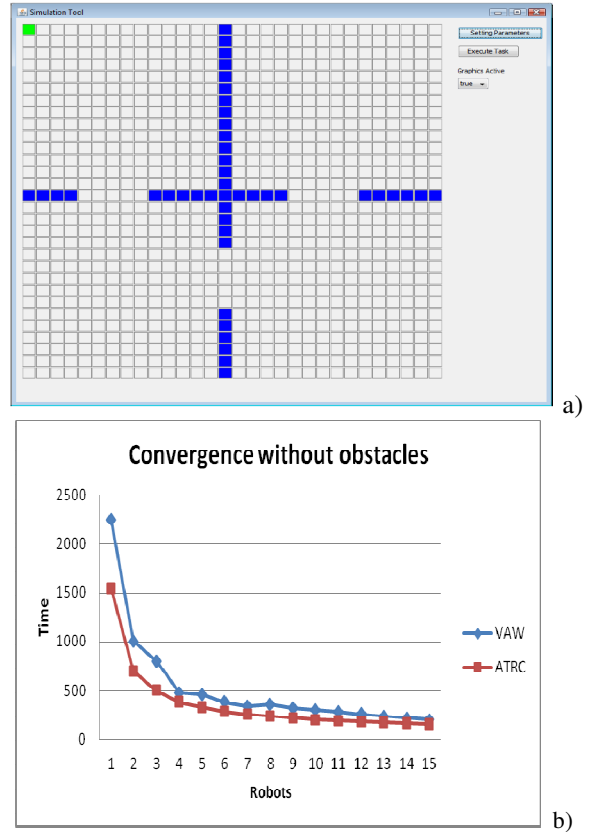 Simulation Tool
Setting Parameters
Execute Task
Graphics Active
true
a)
Convergence without obstacles
2500
2000
1500
1000
500
0
Time
VAW
ATRC
1 2 3 4 5 6 7 8 9 10 11 12 13 14 15
Robots
b)